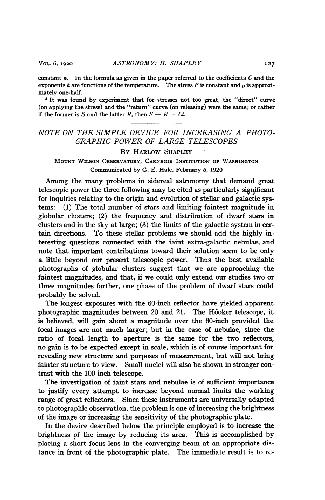 VOL. 6, 1920 ASTRONOMY: H. SHAPLEY 127
constant In the formula as given in the paper referred to the coefficients G and the
exponents are functions of the temperature. The stress is constant and is approxi-
mately one-half.
It was found by experiment that for stresses not too great, the "direct" curve
(on applying the stress) and the "return" curve (on releasing) were the same, or rather
if the former is S and the latter R, then
NOTE ON THE SIMPLE DEVICE FOR INCREASING A PHOTO-
GRAPHIC POWER OF LARGE TELESCOPES
BY HARLOW SHAPLEY
MOUNT WILSON OBSERVATORY, CARNEGIE INSTITUTION OF WASHINGTON
Communicated by G. E. Hale, February 5, 1920
Among the many problems in sidereal astronomy that demand great
telescopic power the three following may be cited as particularly significant
for inquiries relating to the origin and evolution of stellar and galactic sys-
tems: (1) The total number of stars and limiting faintest magnitude in
globular clusters; (2) the frequency and distribution of dwarf stars in
clusters and in the sky at large; (3) the limits of the galactic system in cer-
tain directions. To these stellar problems we should add the highly in-
teresting questions connected with the faint extra-galactic nebulae, and
note that important contributions toward their solution seem to be only
a little beyond our present telescopic power. Thus the best available
photographs of globular clusters suggest that we are approaching the
faintest magnitudes, and that, if we could only extend our studies two or
three magnitudes farther, one phase of the problem of dwarf stars could
probably be solved.
The longest exposures with the 60-inch reflector have yielded apparent
photographic magnitudes between 20 and 21. The Hooker telescope, it
is believed, will gain about a magnitude over the 60-inch provided the
focal images are not much larger; but in the case of nebulae, since the
ratio of focal length to aperture is the same for the two reflectors,
no gain is to be expected except in scale, which is of course important for
revealing new structure and purposes of measurement, but will not bring
fainter structure to view. Small nuclei will also be shown in stronger con-
trast with the 100-inch telescope.
The investigation of faint stars and nebulae is of sufficient importance
to justify every attempt to increase beyond normal limits the working
range of great reflectors. Since these instruments are universally adapted
to photographic observation, the problem is one of increasing the brightness
of the image or increasing the sensitivity of the photographic plate.
In the device described below the principle employed is to increase the
brightness of the image by reducing its area. This is accomplished by
placing a short-focus lens in the converging beam at an appropriate dis-
tance in front of the photographic plate. The immediate result is to re-